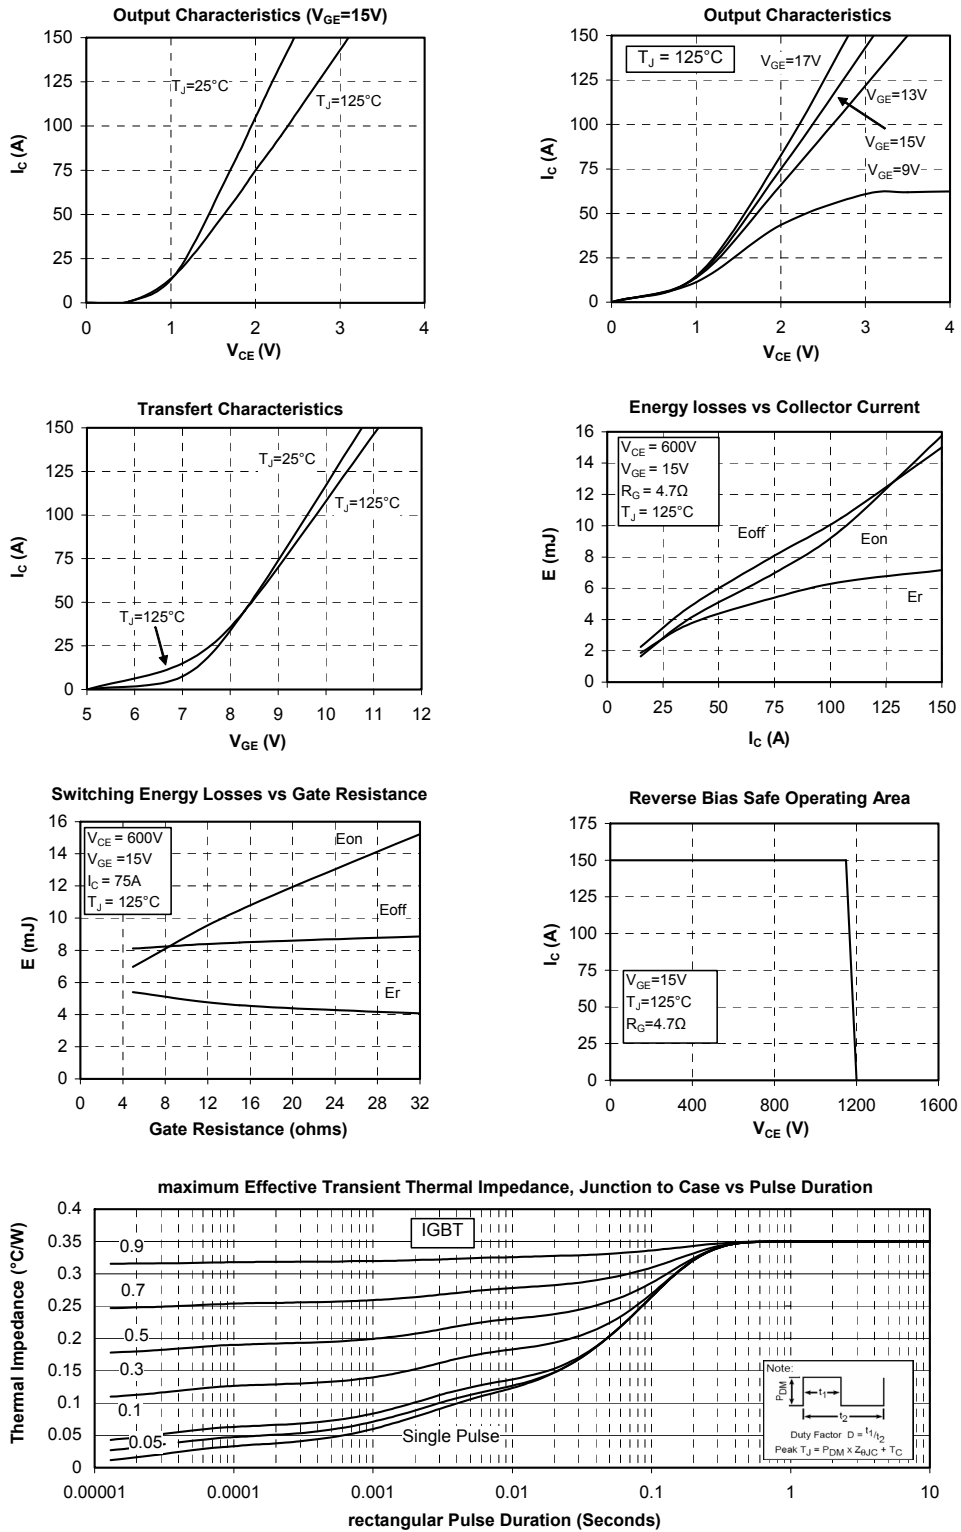 Output Characteristics (VGE=15V)
150
125
100
75
50
25
0
0 1 2 3 4
IC (A)
VCE (V)
TJ=25°C
TJ=125°C
Output Characteristics
150
125
100
75
50
25
0
0 1 2 3 4
IC (A)
VCE (V)
TJ = 125°C
VGE=17V
VGE=13V
VGE=15V
VGE=9V
Transfert Characteristics
150
125
100
75
50
25
0
5 6 7 8 9 10 11 12
IC (A)
VGE (V)
TJ=25°C
TJ=125°C
TJ=125°C
Energy losses vs Collector Current
16
14
12
10
8
6
4
2
0
0 25 50 75 100 125 150
E (mJ)
IC (A)
VCE = 600V
VGE = 15V
RG = 4.7Ω
TJ = 125°C
Eoff
Eon
Er
Switching Energy Losses vs Gate Resistance
16
14
12
10
8
6
4
2
0
0 4 8 12 16 20 24 28 32
E (mJ)
Gate Resistance (ohms)
VCE = 600V
VGE =15V
IC = 75A
TJ = 125°C
Eon
Eoff
Er
Reverse Bias Safe Operating Area
175
150
125
100
75
50
25
0
0 400 800 1200 1600
IC (A)
VCE (V)
VGE=15V
TJ=125°C
RG=4.7Ω
maximum Effective Transient Thermal Impedance, Junction to Case vs Pulse Duration
0.4
0.35
0.3
0.25
0.2
0.15
0.1
0.05
0
0.00001 0.0001 0.001 0.01 0.1 1 10
Thermal Impedance (°C/W)
rectangular Pulse Duration (Seconds)
IGBT
0.9
0.7
0.5
0.3
0.1
0.05
Single Pulse
Note:
PDM
t1
t2
Duty Factor D = t1/t2
Peak TJ = PDM x ZθJC + TC